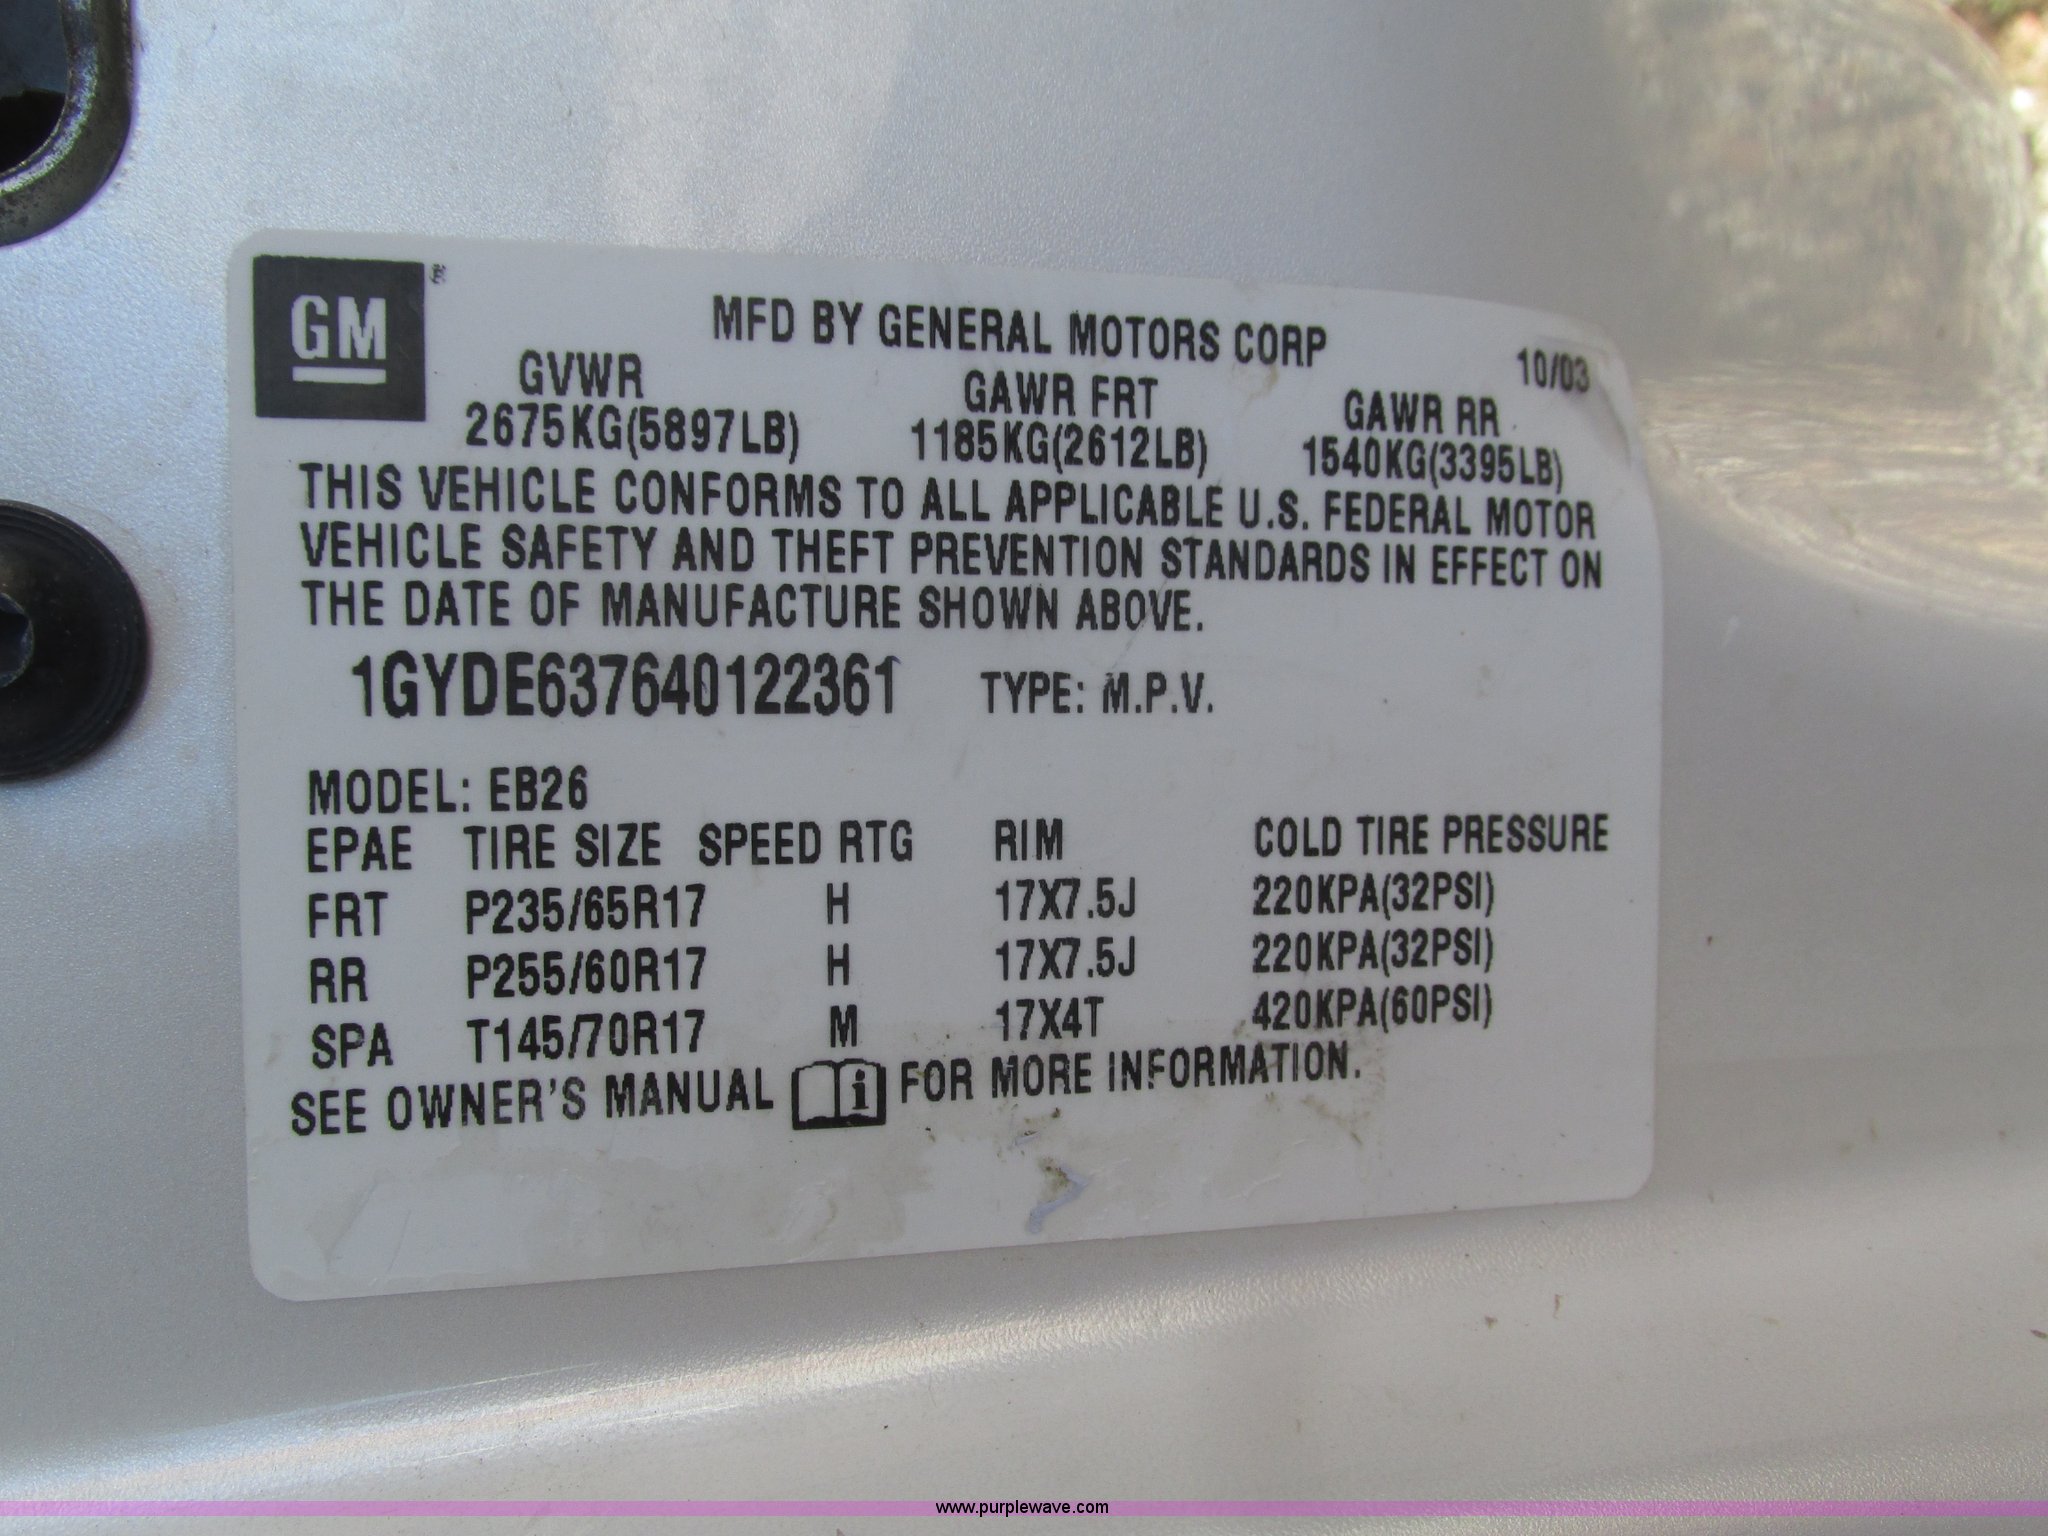 GM®
MFD BY GENERAL MOTORS CORP
10/03
GVWR GAWR FRT GAWR RR
2675KG(5897LB) 1185KG(2612LB) 1540KG(3395LB)
THIS VEHICLE CONFORMS TO ALL APPLICABLE U.S. FEDERAL MOTOR
VEHICLE SAFETY AND THEFT PREVENTION STANDARDS IN EFFECT ON
THE DATE OF MANUFACTURE SHOWN ABOVE.
1GYDE637640122361 TYPE: M.P.V.
MODEL: EB26
EPAE TIRE SIZE SPEED RTG RIM COLD TIRE PRESSURE
FRT P235/65R17 H 17X7.5J 220KPA(32PSI)
RR P255/60R17 H 17X7.5J 220KPA(32PSI)
SPA T145/70R17 M 17X4T 420KPA(60PSI)
SEE OWNER'S MANUAL i FOR MORE INFORMATION.
www.purplewave.com